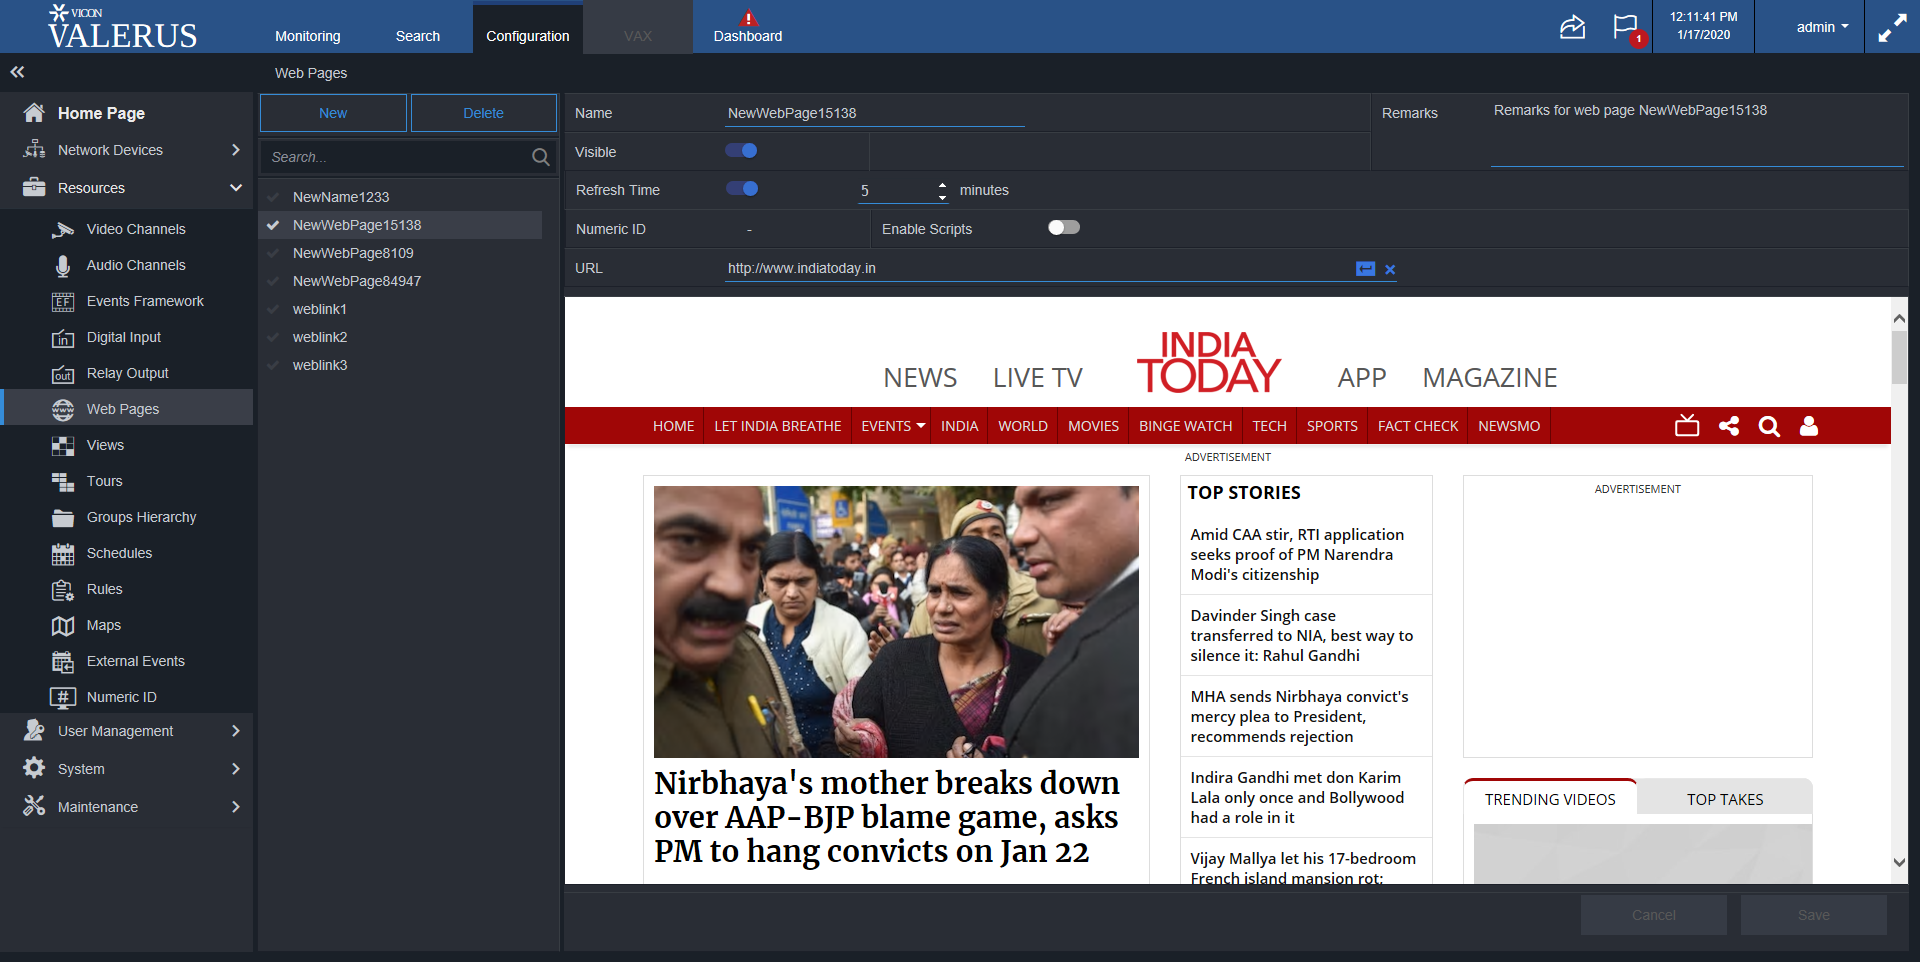 VICON
VALERUS
Monitoring
Search
Configuration
VAX
Dashboard
1
12:11:41 PM
1/17/2020
admin
Web Pages
Home Page
Network Devices
Resources
Video Channels
Audio Channels
EF
Events Framework
in
Digital Input
out
Relay Output
www
Web Pages
Views
Tours
Groups Hierarchy
Schedules
Rules
Maps
External Events
#
Numeric ID
User Management
System
Maintenance
New
Delete
Search...
NewName1233
NewWebPage15138
NewWebPage8109
NewWebPage84947
weblink1
weblink2
weblink3
Name
NewWebPage15138
Remarks
Remarks for web page NewWebPage15138
Visible
Refresh Time
5
minutes
Numeric ID
-
Enable Scripts
URL
http://www.indiatoday.in
NEWS
LIVE TV
INDIA
TODAY
APP
MAGAZINE
HOME
LET INDIA BREATHE
EVENTS
INDIA
WORLD
MOVIES
BINGE WATCH
TECH
SPORTS
FACT CHECK
NEWSMO
ADVERTISEMENT
Nirbhaya's mother breaks down
over AAP-BJP blame game, asks
PM to hang convicts on Jan 22
TOP STORIES
Amid CAA stir, RTI application
seeks proof of PM Narendra
Modi's citizenship
Davinder Singh case
transferred to NIA, best way to
silence it: Rahul Gandhi
MHA sends Nirbhaya convict's
mercy plea to President,
recommends rejection
Indira Gandhi met don Karim
Lala only once and Bollywood
had a role in it
Vijay Mallya let his 17-bedroom
French island mansion rot;
ADVERTISEMENT
TRENDING VIDEOS
TOP TAKES
Cancel
Save